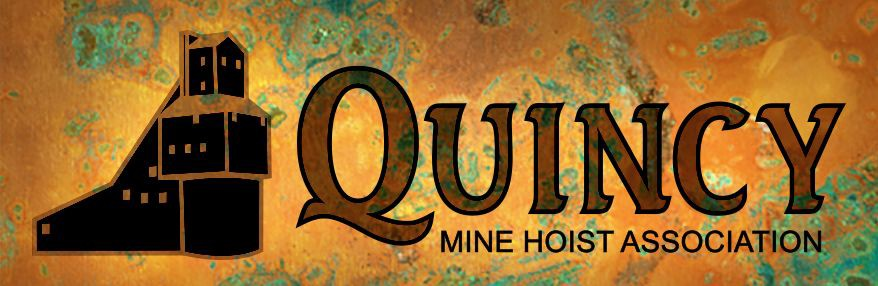 QUINCY
MINE HOIST ASSOCIATION